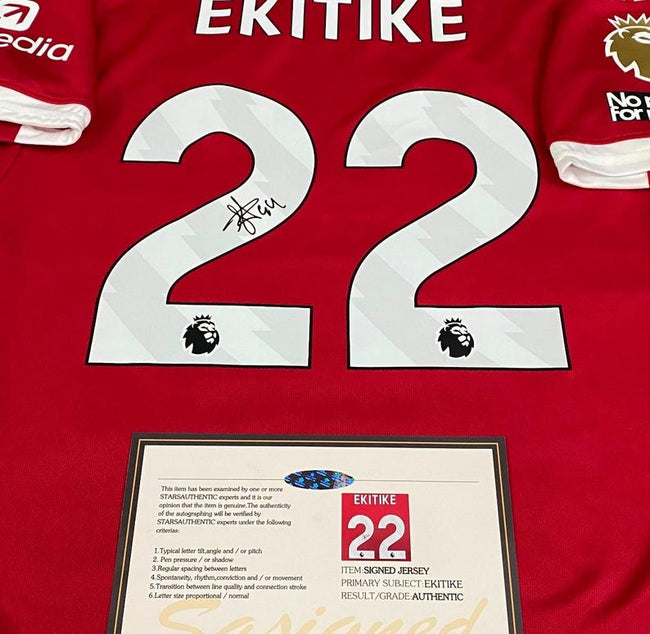 EKITIKE
edia
No
for
22
This item has been examined by one or more
STARSAUTHENTIC experts and it is our
opinion that the item is genuine.The authenticity
of the autographing will be verified by
STARSAUTHENTIC experts under the following
criterias:
1.Typical letter tilt,angle and / or pitch
2. Pen pressure / or shadow
3.Regular spacing between letters
4.Spontaneity, rhythm,conviction and / or movement
5.Transition between line quality and connection stroke
6.Letter size proportional / normal
EKITIKE
22
ITEM:SIGNED JERSEY
PRIMARY SUBJECT:EKITIKE
RESULT/GRADE:AUTHENTIC
Sasigned